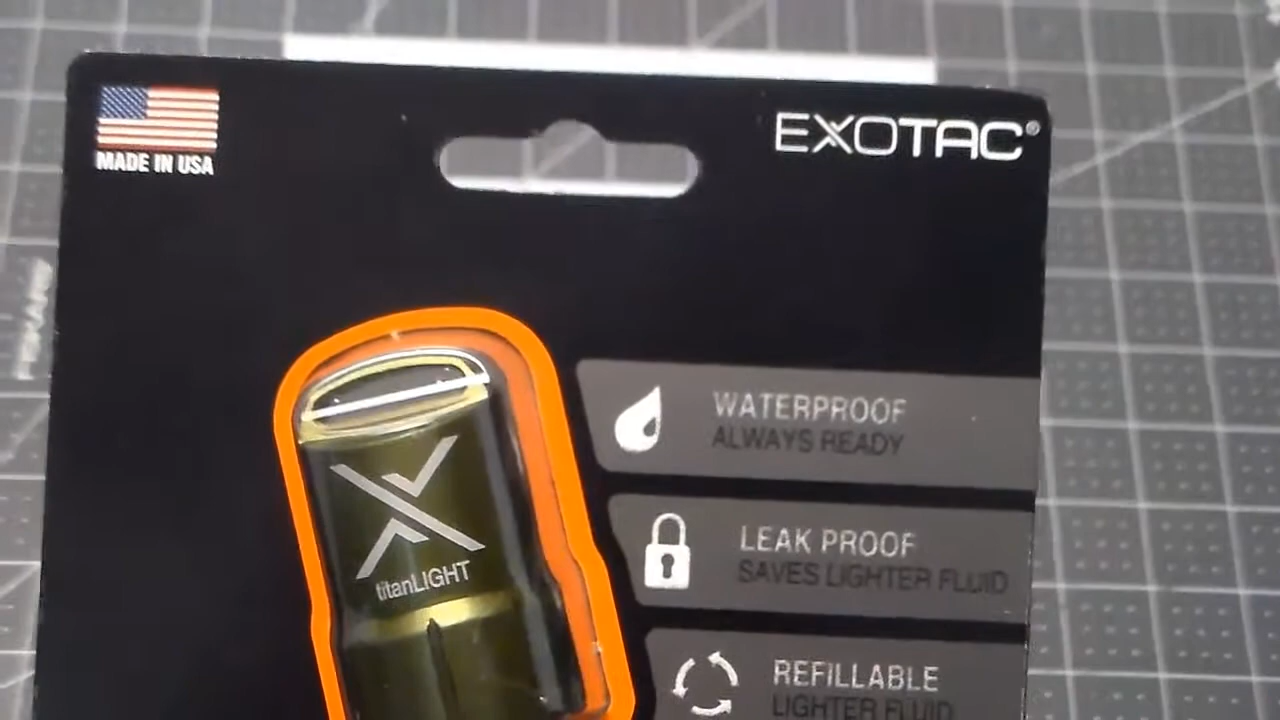 MADE IN USA
EXOTAC®
WATERPROOF
ALWAYS READY
LEAK PROOF
SAVES LIGHTER FLUID
REFILLABLE
LIGHTER FLUID
titanLIGHT